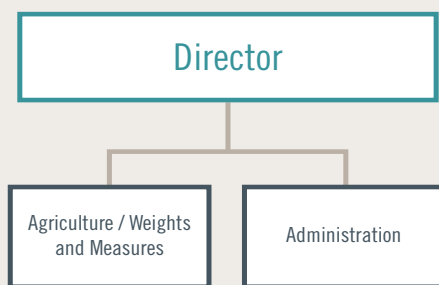 Director
Agriculture / Weights
and Measures
Administration